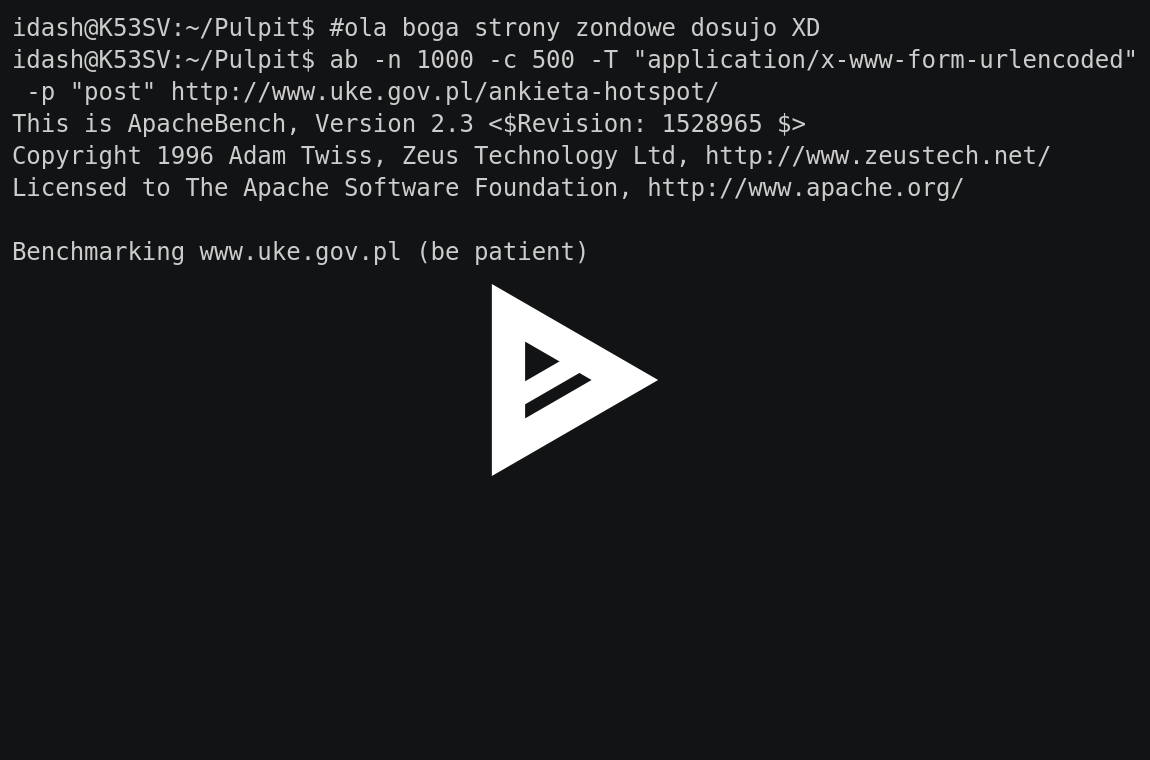 idash@K53SV:~/Pulpit$ #ola boga strony zondowe dosujo XD
idash@K53SV:~/Pulpit$ ab -n 1000 -c 500 -T "application/x-www-form-urlencoded"
 -p "post" http://www.uke.gov.pl/ankieta-hotspot/
This is ApacheBench, Version 2.3 <$Revision: 1528965 $>
Copyright 1996 Adam Twiss, Zeus Technology Ltd, http://www.zeustech.net/
Licensed to The Apache Software Foundation, http://www.apache.org/
Benchmarking www.uke.gov.pl (be patient)